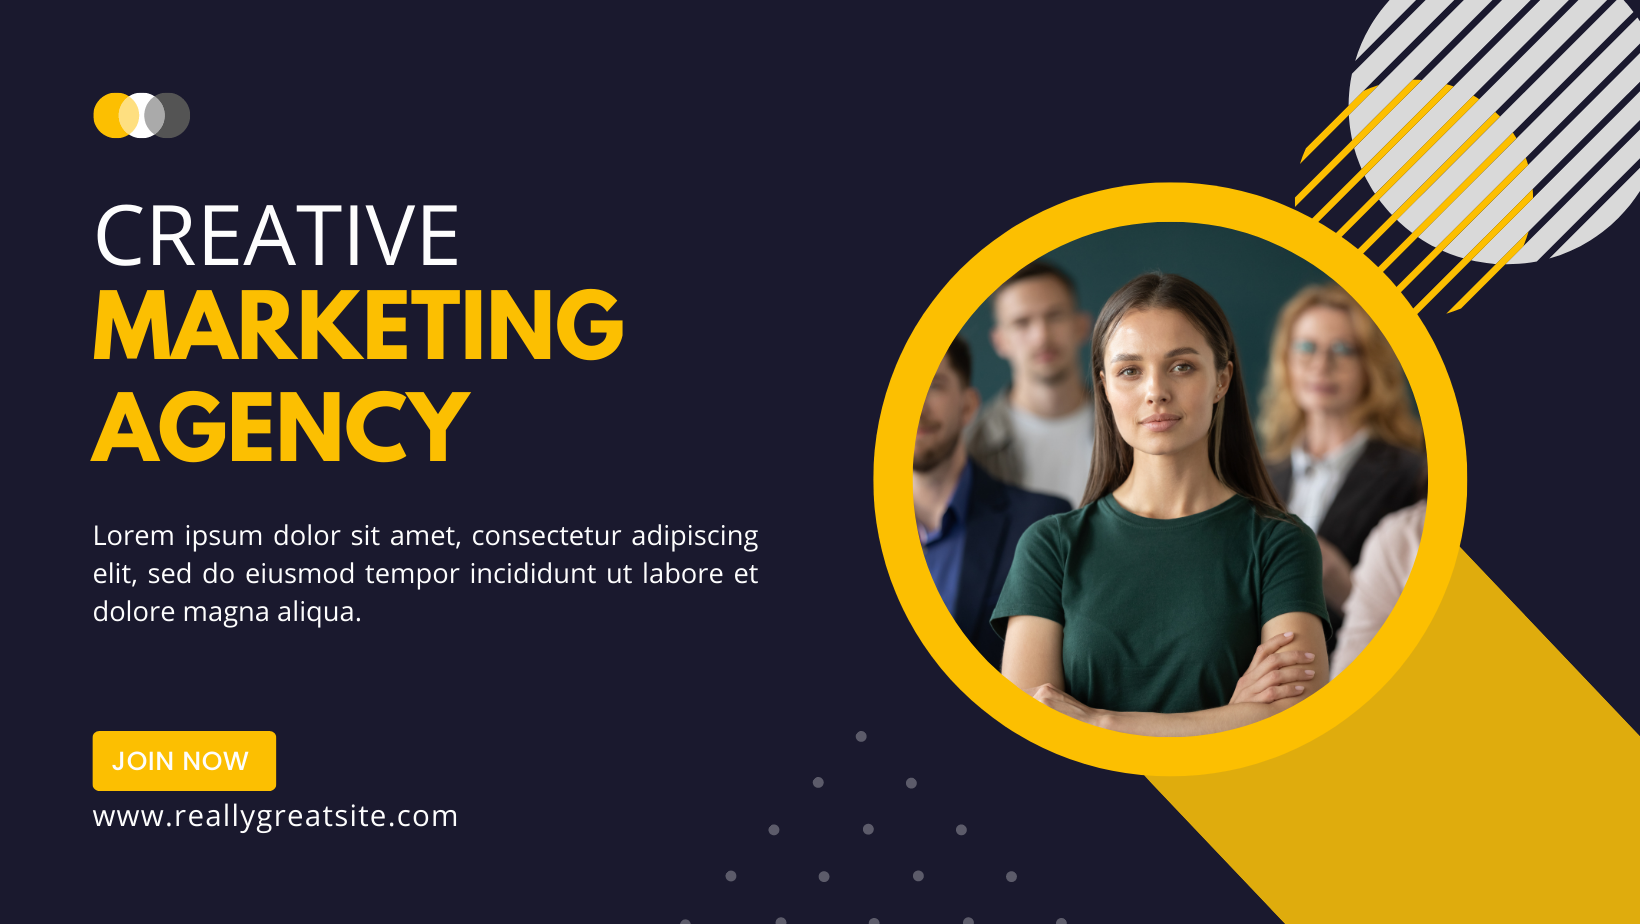 CREATIVE
MARKETING
AGENCY
Lorem ipsum dolor sit amet, consectetur adipiscing
elit, sed do eiusmod tempor incididunt ut labore et
dolore magna aliqua.
JOIN NOW
www.reallygreatsite.com